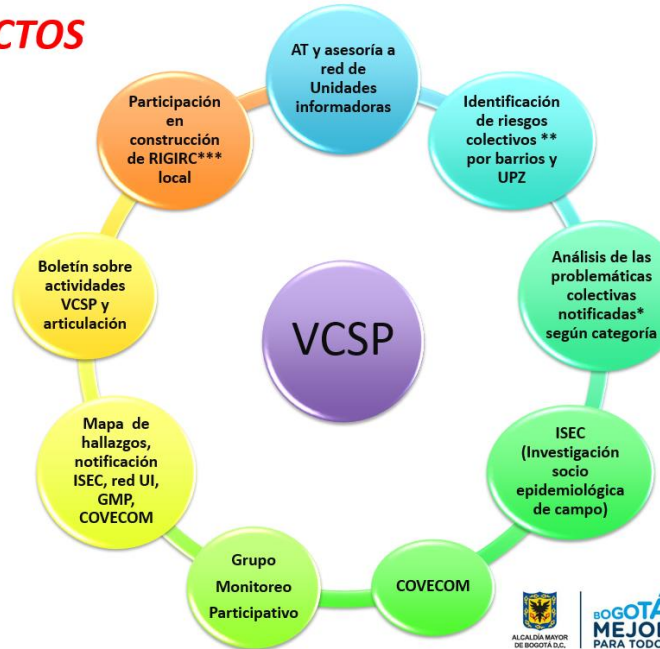 CTOS
AT y asesoría a
red de
Unidades
informadoras
Identificación
de riesgos
colectivos **
por barrios y
UPZ
Análisis de las
problemáticas
colectivas
notificadas*
según categoría
ISEC
(Investigación
socio
epidemiológica
de campo)
COVECOM
Grupo
Monitoreo
Participativo
Mapa de
hallazgos,
notificación
ISEC, red UI,
GMP,
COVECOM
Boletín sobre
actividades
VCSP y
articulación
Participación
en
construcción
de RIGIRC***
local
VCSP
ALCALDÍA MAYOR
DE BOGOTÁ D.C.
BOGOTÁ
MEJOR
PARA TODO